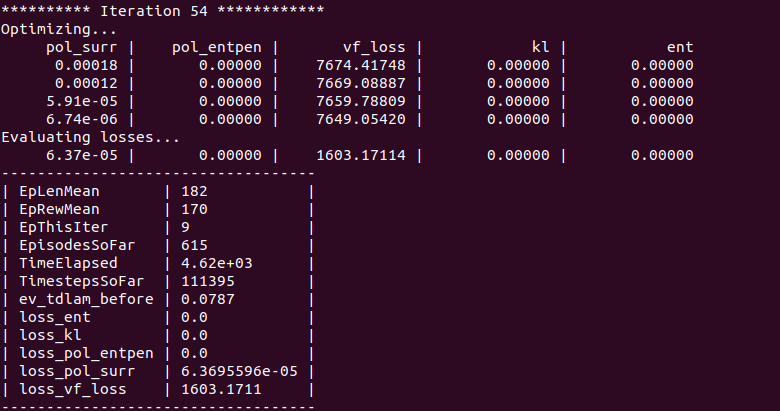 ********** Iteration 54 ************
Optimizing...
     pol_surr |    pol_entpen |       vf_loss |            kl |           ent
      0.00018 |       0.00000 |    7674.41748 |       0.00000 |       0.00000
      0.00012 |       0.00000 |    7669.08887 |       0.00000 |       0.00000
     5.91e-05 |       0.00000 |    7659.78809 |       0.00000 |       0.00000
     6.74e-06 |       0.00000 |    7649.05420 |       0.00000 |       0.00000
Evaluating losses...
     6.37e-05 |       0.00000 |    1603.17114 |       0.00000 |       0.00000
-----------------------------------
| EpLenMean       | 182           |
| EpRewMean       | 170           |
| EpThisIter      | 9             |
| EpisodesSoFar   | 615           |
| TimeElapsed     | 4.62e+03      |
| TimestepsSoFar  | 111395        |
| ev_tdlam_before | 0.0787        |
| loss_ent        | 0.0           |
| loss_kl         | 0.0           |
| loss_pol_entpen | 0.0           |
| loss_pol_surr   | 6.3695596e-05 |
| loss_vf_loss    | 1603.1711     |
-----------------------------------